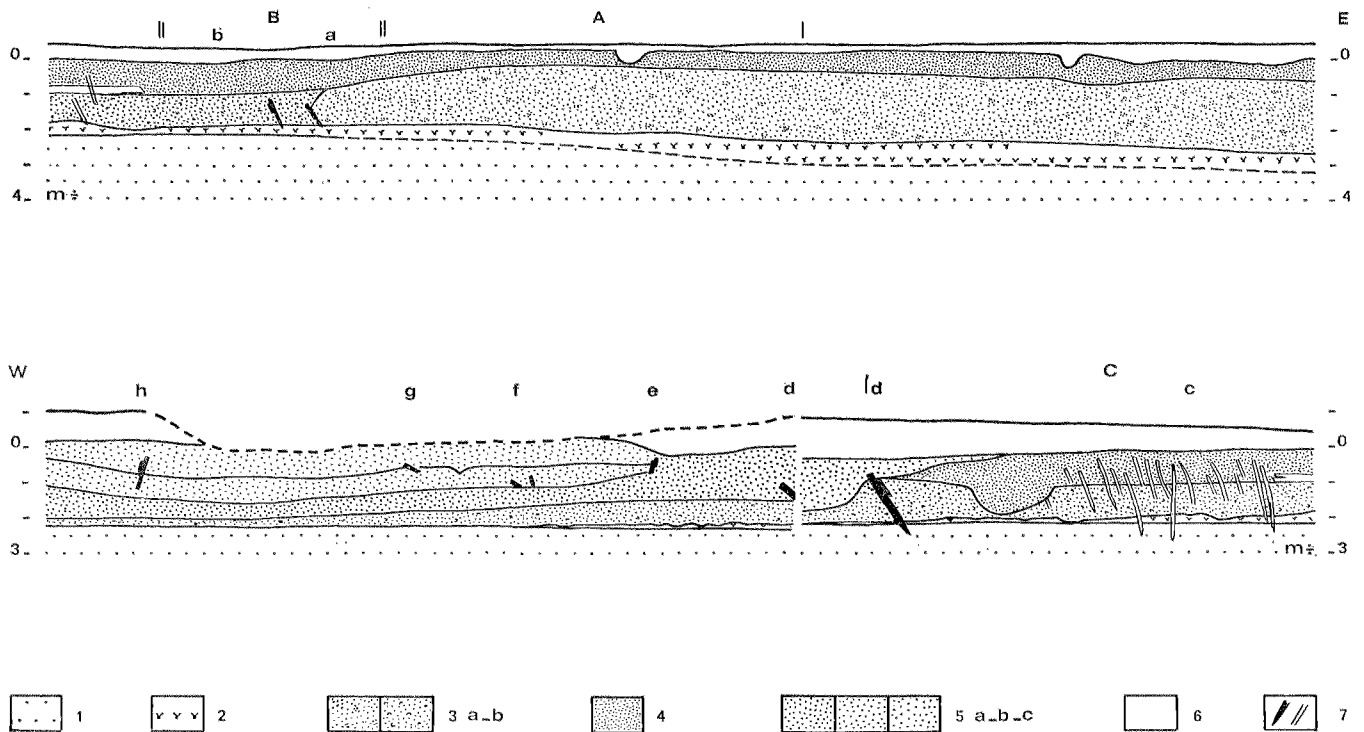 B A E
|| b a || |
0 - - 0
4 - m ÷ - 4
W C
h g f e d | d c
0 - - 0
3 - m ÷ - 3
1 2 3 a-b 4 5 a-b-c 6 7